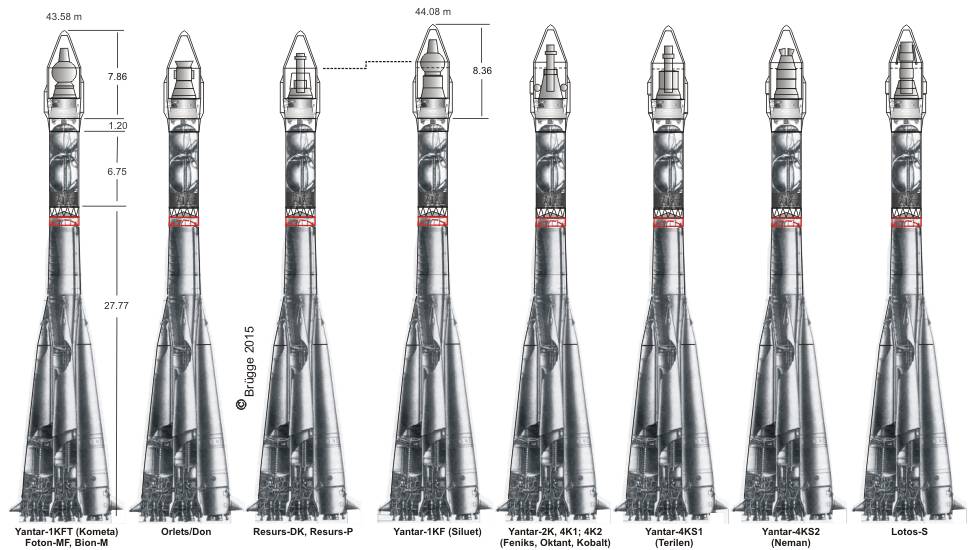 43.58 m
44.08 m
7.86
8.36
1.20
6.75
27.77
© Brügge 2015
Yantar-1KFT (Kometa)
Foton-MF, Bion-M
Orlets/Don
Resurs-DK, Resurs-P
Yantar-1KF (Siluet)
Yantar-2K, 4K1; 4K2
(Feniks, Oktant, Kobalt)
Yantar-4KS1
(Terilen)
Yantar-4KS2
(Neman)
Lotos-S